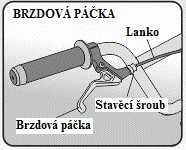 BRZDOVÁ PÁČKA
Lanko
Stavěcí šroub
Brzdová páčka